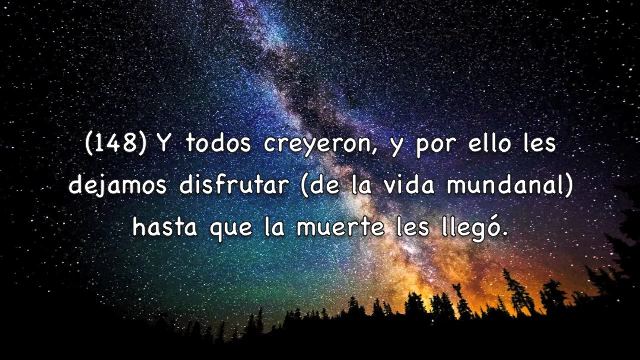 (148) Y todos creyeron, y por ello les
dejamos disfrutar (de la vida mundanal)
hasta que la muerte les llegó.